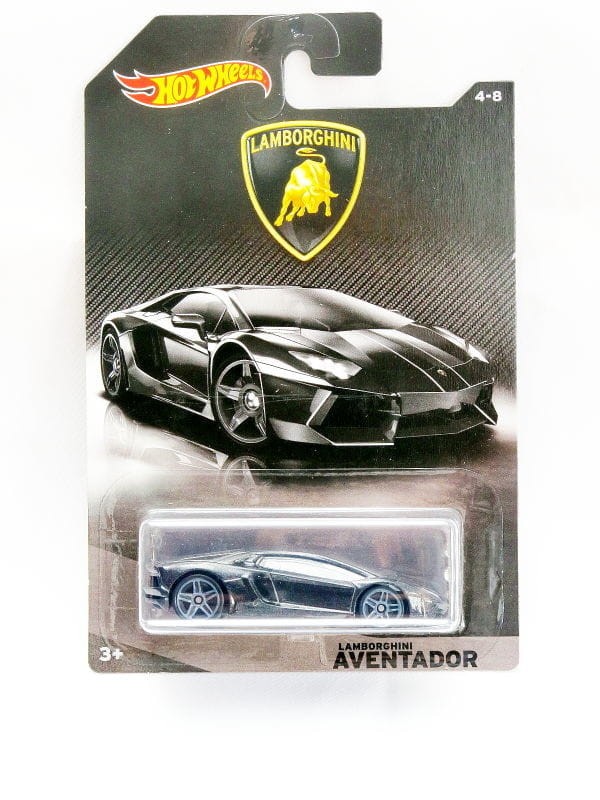 HOT WHEELS
4-8
LAMBORGHINI
3+
LAMBORGHINI
AVENTADOR